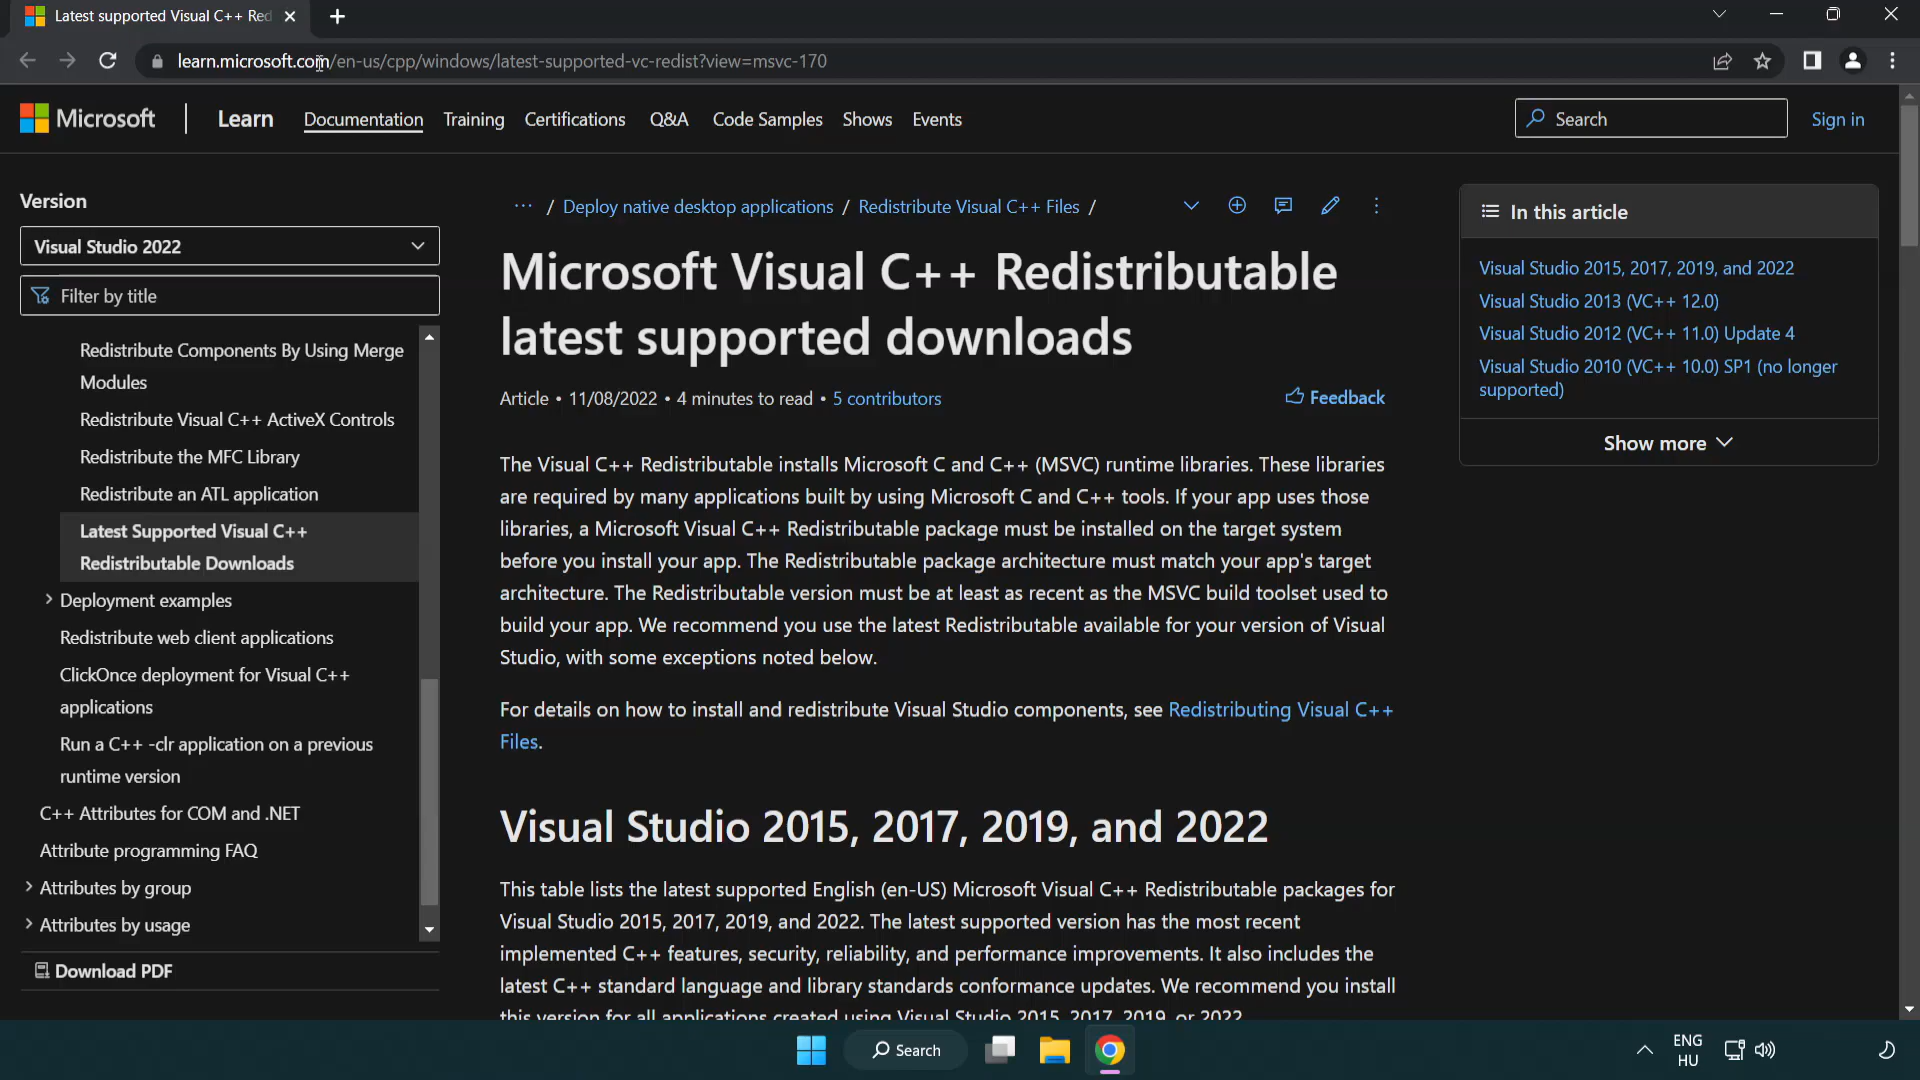 Latest supported Visual C++ Red
learn.microsoft.com/en-us/cpp/windows/latest-supported-vc-redist?view=msvc-170
Microsoft
Learn
Documentation
Training
Certifications
Q&A
Code Samples
Shows
Events
Search
Sign in
Version
Visual Studio 2022
Filter by title
Redistribute Components By Using Merge
Modules
Redistribute Visual C++ ActiveX Controls
Redistribute the MFC Library
Redistribute an ATL application
Latest Supported Visual C++
Redistributable Downloads
Deployment examples
Redistribute web client applications
ClickOnce deployment for Visual C++
applications
Run a C++ -clr application on a previous
runtime version
C++ Attributes for COM and .NET
Attribute programming FAQ
Attributes by group
Attributes by usage
Download PDF
... / Deploy native desktop applications / Redistribute Visual C++ Files /
Microsoft Visual C++ Redistributable
latest supported downloads
Article • 11/08/2022 • 4 minutes to read • 5 contributors
Feedback
The Visual C++ Redistributable installs Microsoft C and C++ (MSVC) runtime libraries. These libraries
are required by many applications built by using Microsoft C and C++ tools. If your app uses those
libraries, a Microsoft Visual C++ Redistributable package must be installed on the target system
before you install your app. The Redistributable package architecture must match your app's target
architecture. The Redistributable version must be at least as recent as the MSVC build toolset used to
build your app. We recommend you use the latest Redistributable available for your version of Visual
Studio, with some exceptions noted below.
For details on how to install and redistribute Visual Studio components, see Redistributing Visual C++
Files.
Visual Studio 2015, 2017, 2019, and 2022
This table lists the latest supported English (en-US) Microsoft Visual C++ Redistributable packages for
Visual Studio 2015, 2017, 2019, and 2022. The latest supported version has the most recent
implemented C++ features, security, reliability, and performance improvements. It also includes the
latest C++ standard language and library standards conformance updates. We recommend you install
this version for all applications created using Visual Studio 2015, 2017, 2019, or 2022.
In this article
Visual Studio 2015, 2017, 2019, and 2022
Visual Studio 2013 (VC++ 12.0)
Visual Studio 2012 (VC++ 11.0) Update 4
Visual Studio 2010 (VC++ 10.0) SP1 (no longer
supported)
Show more
Search
ENG
HU